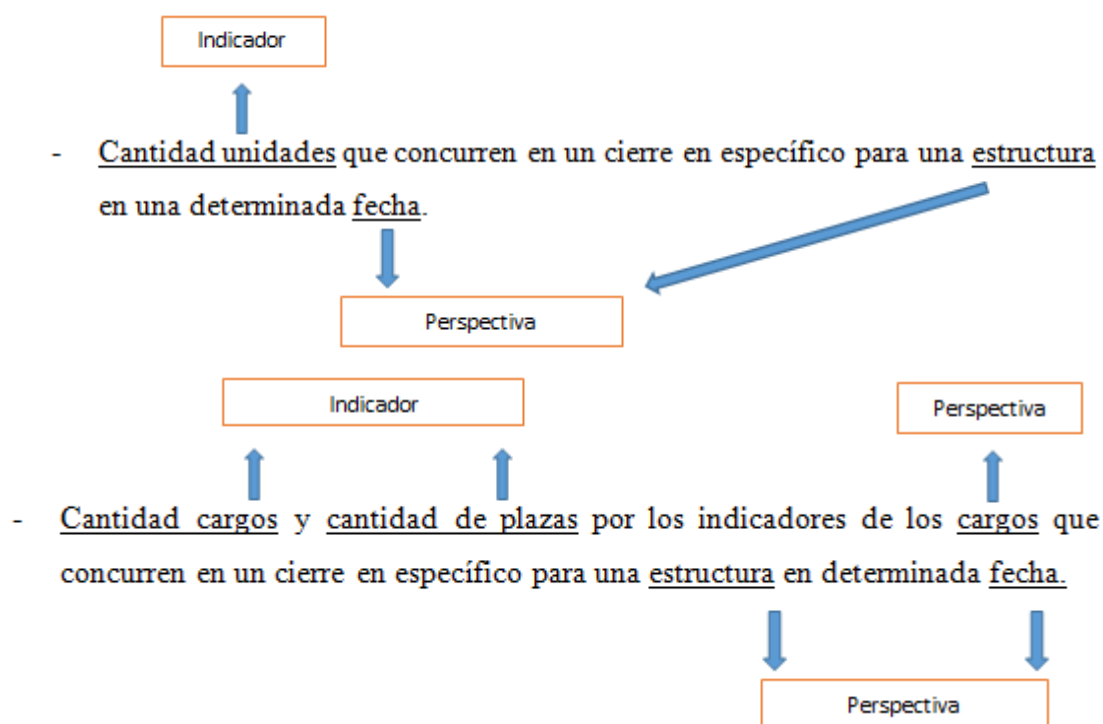 Indicador
- Cantidad unidades que concurren en un cierre en específico para una estructura
en una determinada fecha.
Perspectiva
Indicador
Perspectiva
- Cantidad cargos y cantidad de plazas por los indicadores de los cargos que
concurren en un cierre en específico para una estructura en determinada fecha.
Perspectiva